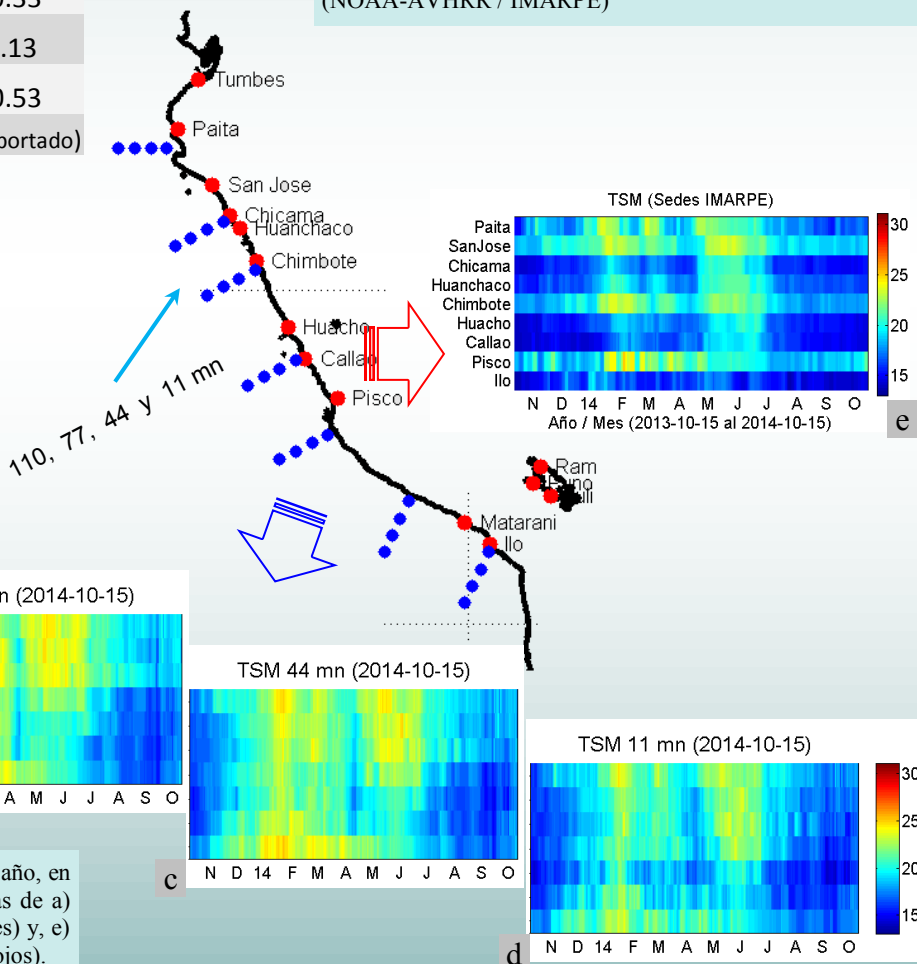 .13
0.53
portado)
(NOAA-AVHRR / IMARPE)
Tumbes
Paita
San Jose
Chicama
Huanchaco
Chimbote
Huacho
Callao
Pisco
Matarani
Ilo
Ram
110, 77, 44 y 11 mn
TSM (Sedes IMARPE)
Paita
SanJose
Chicama
Huanchaco
Chimbote
Huacho
Callao
Pisco
Ilo
N D 14 F M A M J J A S O
Año / Mes (2013-10-15 al 2014-10-15)
30
25
20
15
e
n (2014-10-15)
A M J J A S O
TSM 44 mn (2014-10-15)
N D 14 F M A M J J A S O
c
TSM 11 mn (2014-10-15)
N D 14 F M A M J J A S O
30
25
20
15
d
año, en
as de a)
es) y, e)
ojos).